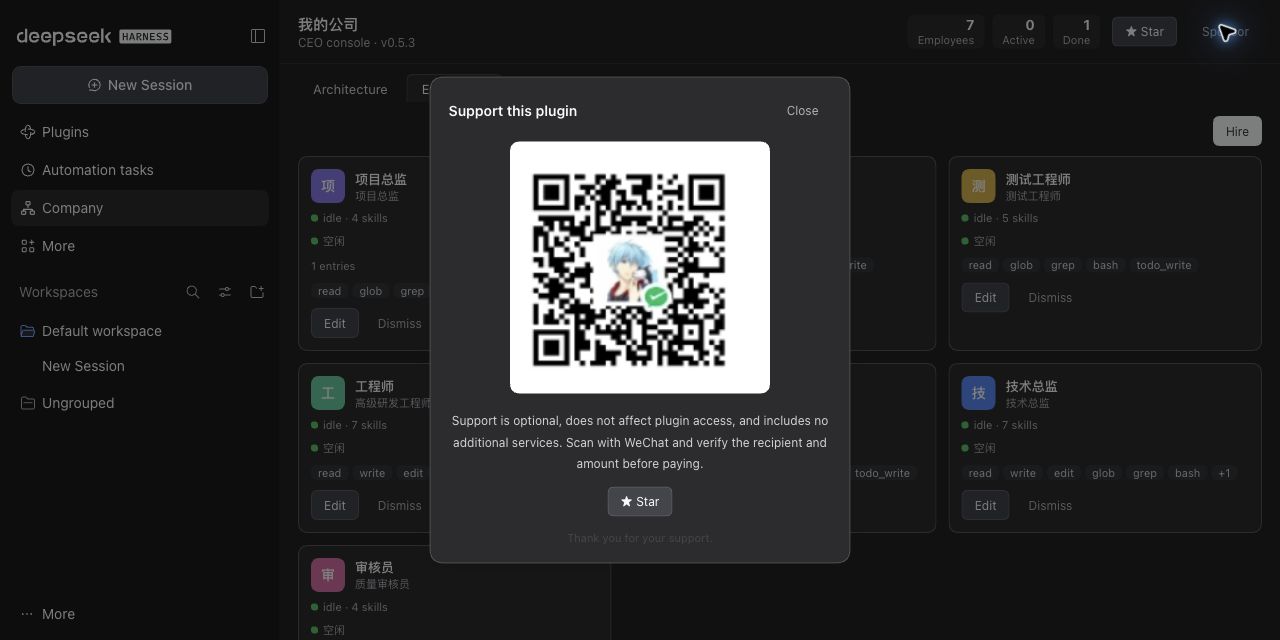 deepseek HARNESS
New Session
Plugins
Automation tasks
Company
More
Workspaces
Default workspace
New Session
Ungrouped
More
我的公司
CEO console · v0.5.3
7
Employees
0
Active
1
Done
★ Star
Architecture
Hire
Support this plugin
Close
Support is optional, does not affect plugin access, and includes no
additional services. Scan with WeChat and verify the recipient and
amount before paying.
★ Star
Thank you for your support.
项
项目总监
项目总监
idle · 4 skills
空闲
1 entries
read glob grep
Edit Dismiss
测
测试工程师
测试工程师
idle · 5 skills
空闲
read glob grep bash todo_write
Edit Dismiss
工
工程师
高级研发工程师
idle · 7 skills
空闲
read write edit
Edit Dismiss
todo_write
技
技术总监
技术总监
idle · 7 skills
空闲
read write edit glob grep bash +1
Edit Dismiss
审
审核员
质量审核员
idle · 4 skills
空闲